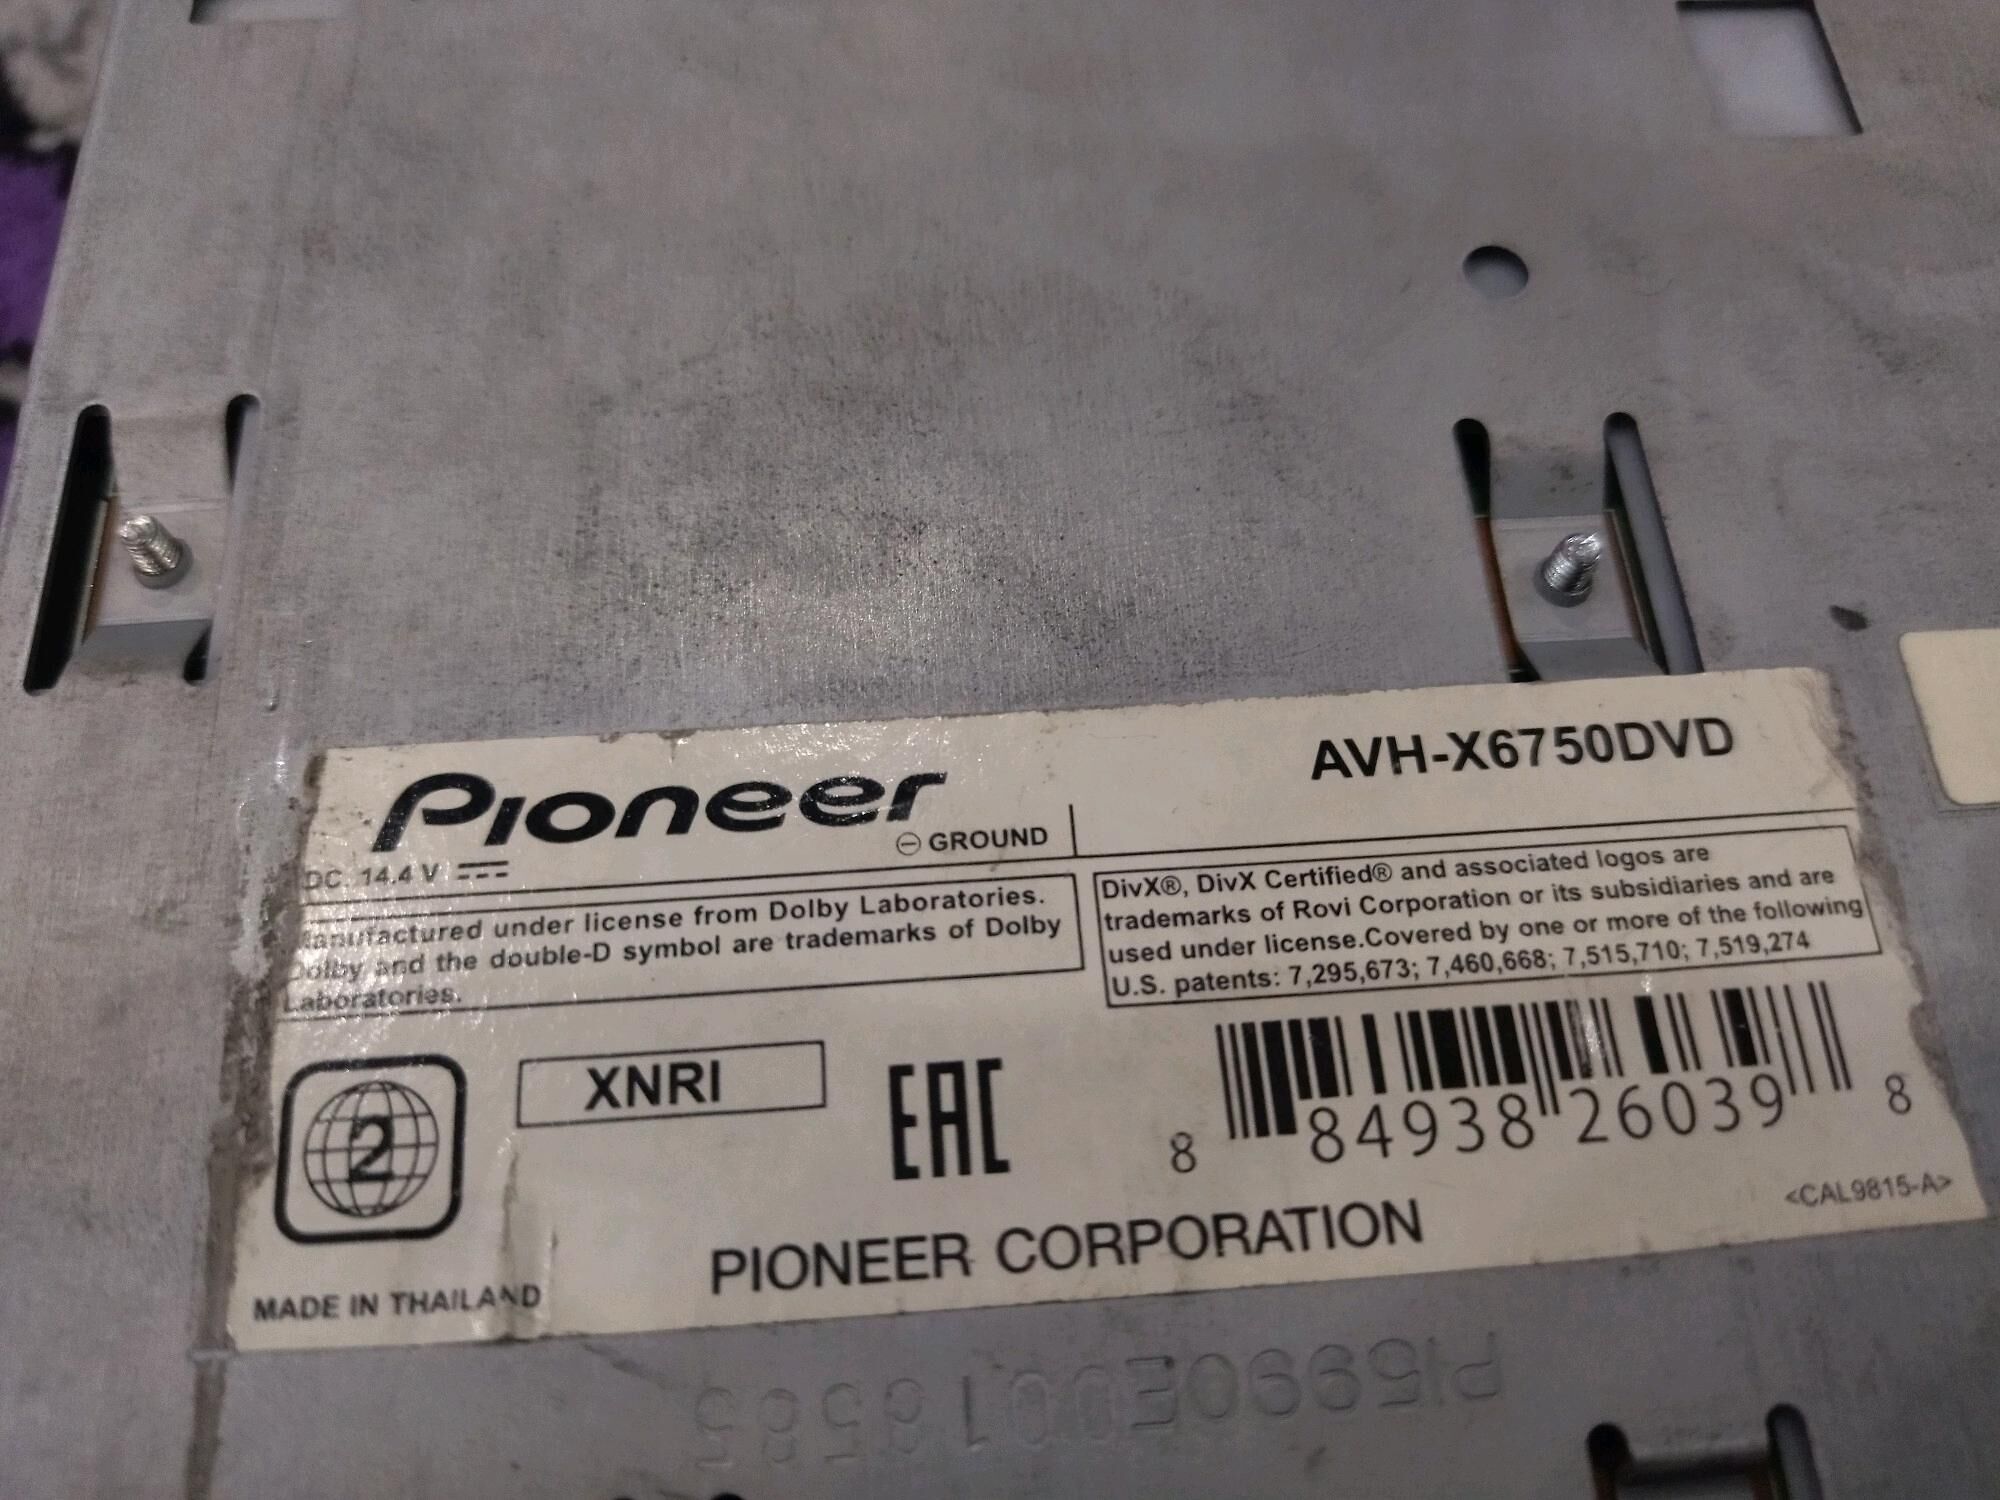 Pioneer
AVH-X6750DVD
DC 14.4 V ⊖ GROUND
Manufactured under license from Dolby Laboratories.
Dolby and the double-D symbol are trademarks of Dolby
Laboratories.
DivX®, DivX Certified® and associated logos are
trademarks of Rovi Corporation or its subsidiaries and are
used under license.Covered by one or more of the following
U.S. patents: 7,295,673; 7,460,668; 7,515,710; 7,519,274
2
XNRI
EAC
8 84938 26039 8
<CAL9815-A>
PIONEER CORPORATION
MADE IN THAILAND